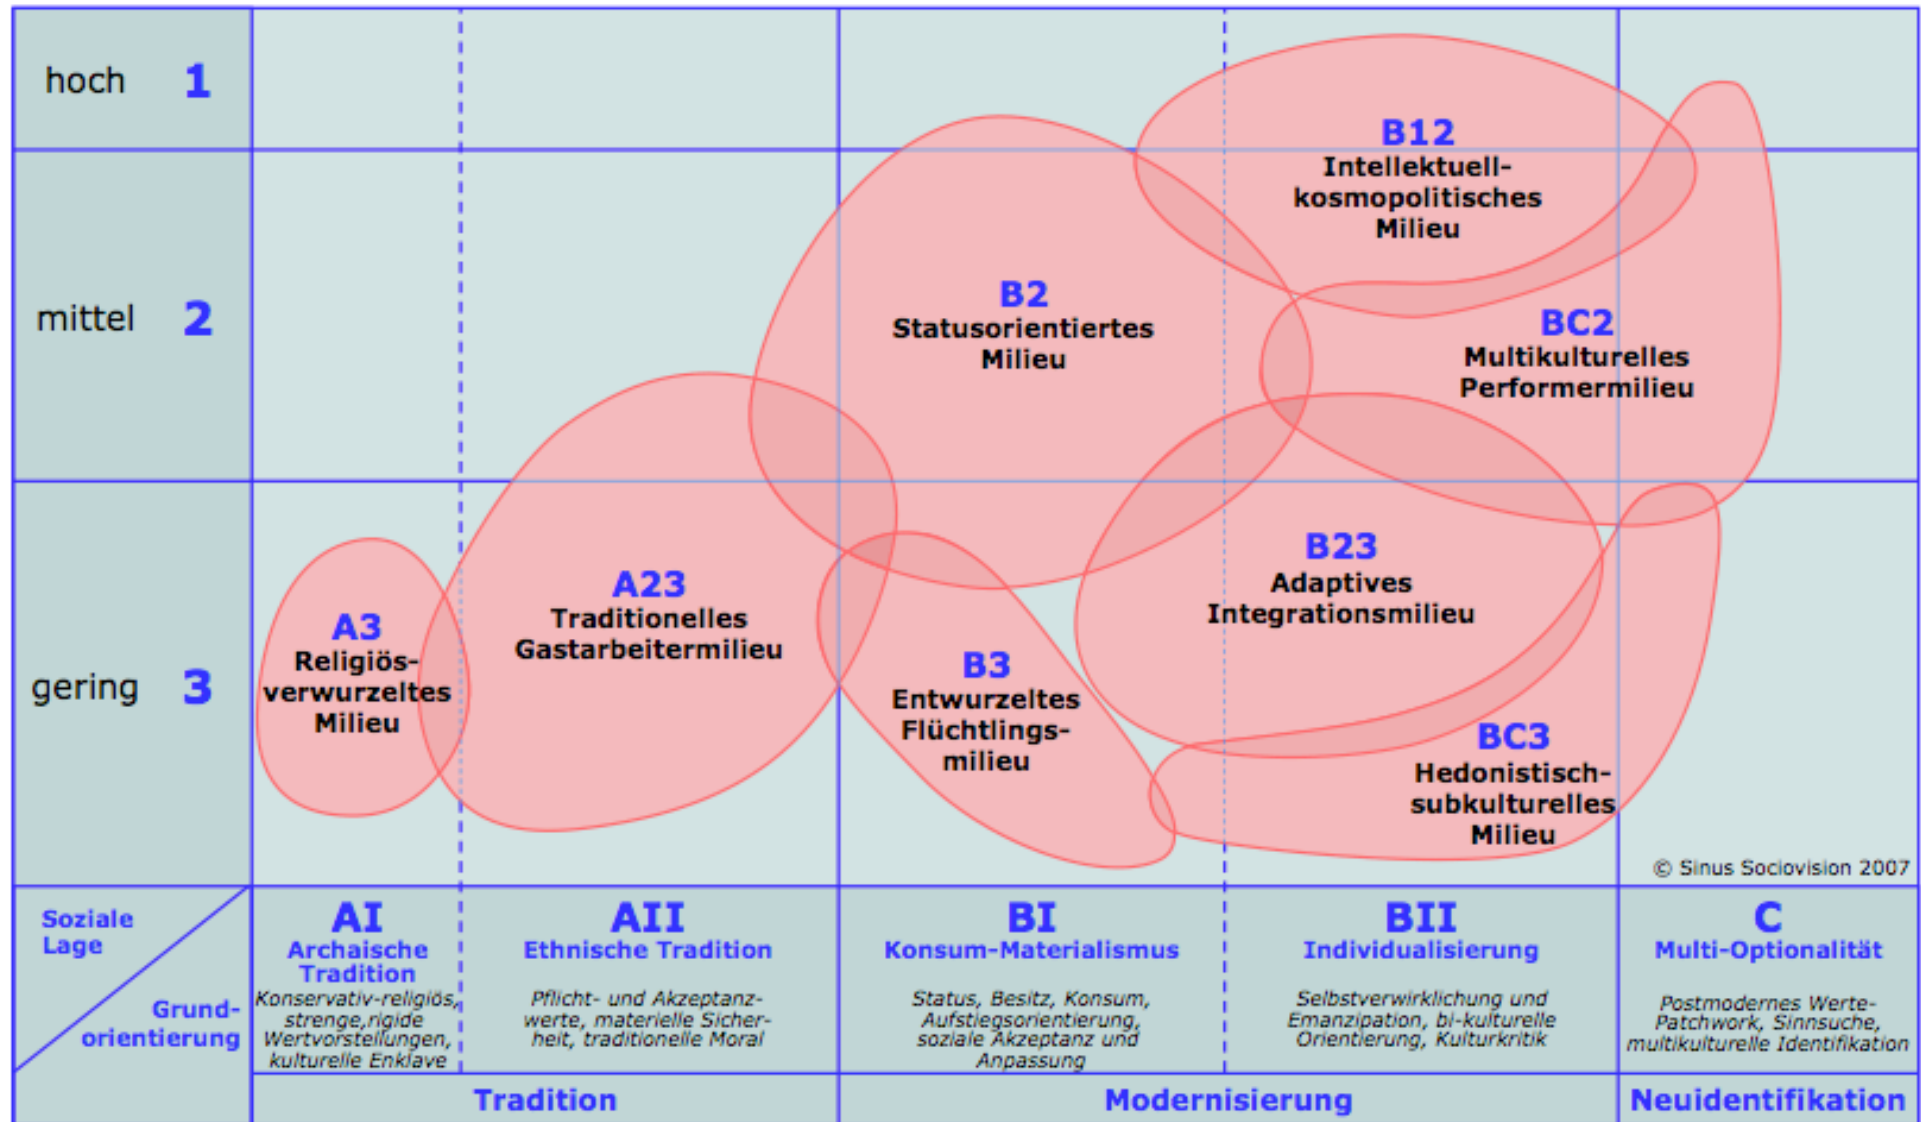 hoch 1
mittel 2
gering 3
B12
Intellektuell-
kosmopolitisches
Milieu
B2
Statusorientiertes
Milieu
BC2
Multikulturelles
Performermilieu
A23
Traditionelles
Gastarbeitermilieu
A3
Religiös-
verwurzeltes
Milieu
B23
Adaptives
Integrationsmilieu
B3
Entwurzeltes
Flüchtlings-
milieu
BC3
Hedonistisch-
subkulturelles
Milieu
© Sinus Sociovision 2007
Soziale
Lage
Grund-
orientierung
AI
Archaische
Tradition
Konservativ-religiös,
strenge,rigide
Wertvorstellungen,
kulturelle Enklave
AII
Ethnische Tradition
Pflicht- und Akzeptanz-
werte, materielle Sicher-
heit, traditionelle Moral
BI
Konsum-Materialismus
Status, Besitz, Konsum,
Aufstiegsorientierung,
soziale Akzeptanz und
Anpassung
BII
Individualisierung
Selbstverwirklichung und
Emanzipation, bi-kulturelle
Orientierung, Kulturkritik
C
Multi-Optionalität
Postmodernes Werte-
Patchwork, Sinnsuche,
multikulturelle Identifikation
Tradition
Modernisierung
Neuidentifikation